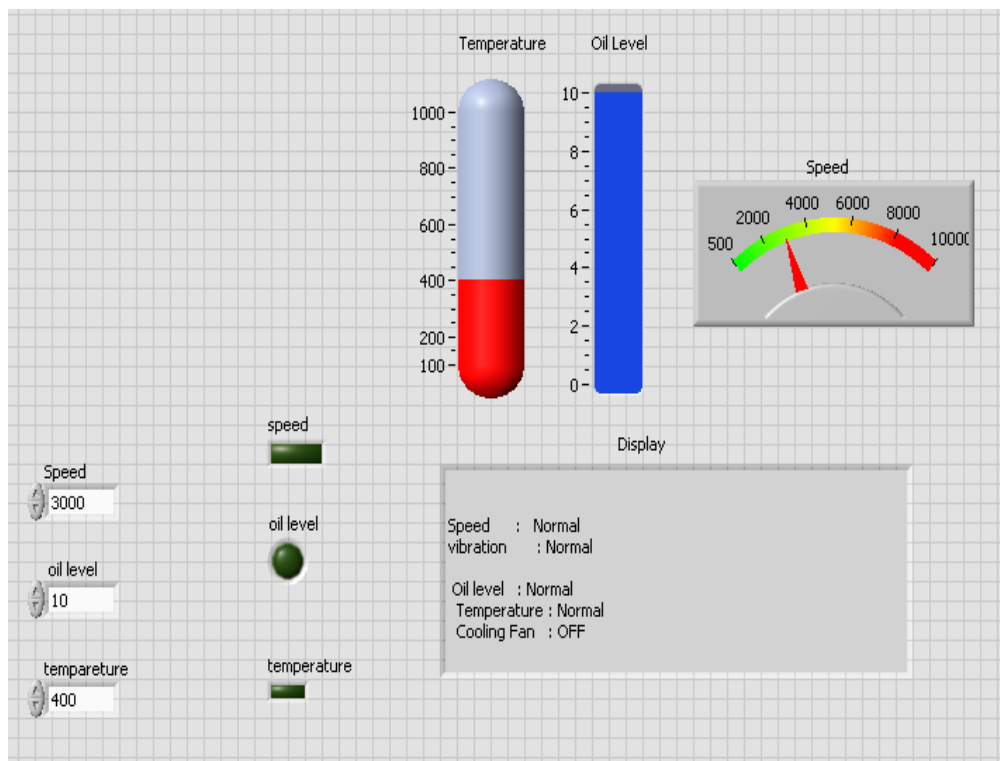 Temperature Oil Level
1000
800
600
400
200
100
10
8
6
4
2
0
Speed
500 2000 4000 6000 8000 10000
speed
Speed
3000
oil level
oil level
10
tempareture
400
temperature
Display
Speed : Normal
vibration : Normal
Oil level : Normal
Temperature : Normal
Cooling Fan : OFF